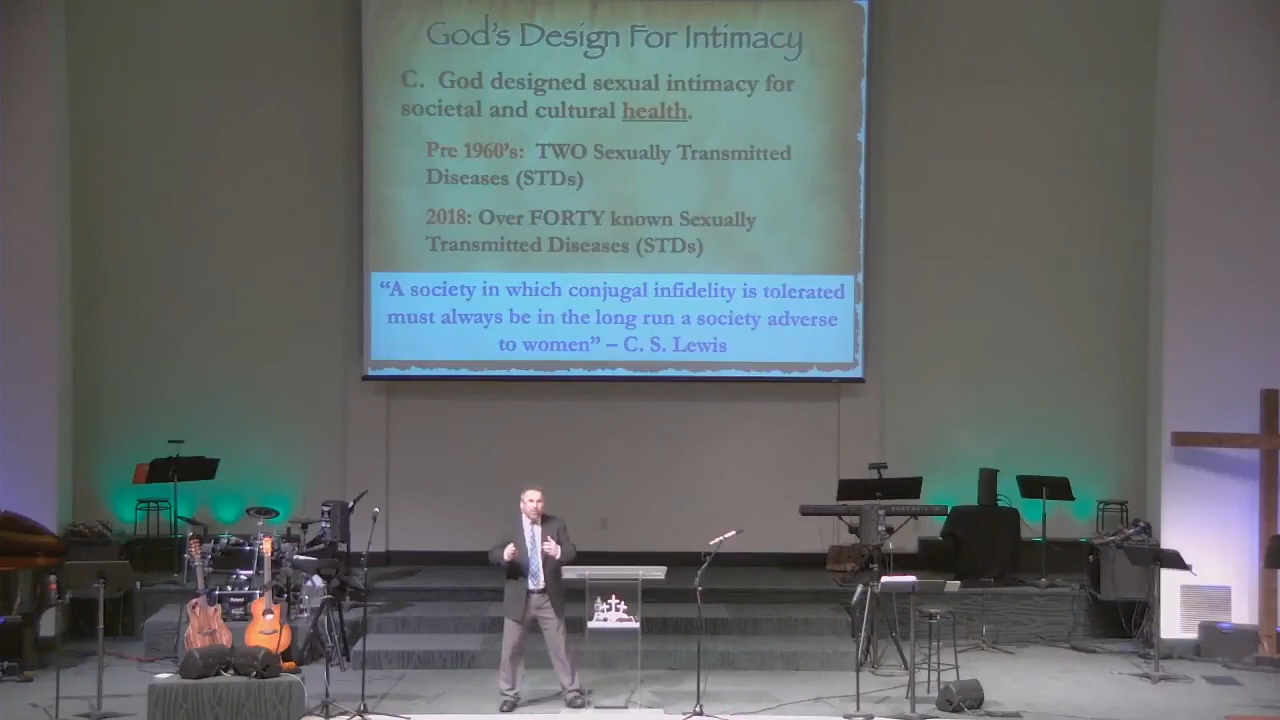 God's Design For Intimacy
C. God designed sexual intimacy for
societal and cultural health.
Pre 1960's: TWO Sexually Transmitted
Diseases (STDs)
2018: Over FORTY known Sexually
Transmitted Diseases (STDs)
“A society in which conjugal infidelity is tolerated
must always be in the long run a society adverse
to women” – C. S. Lewis